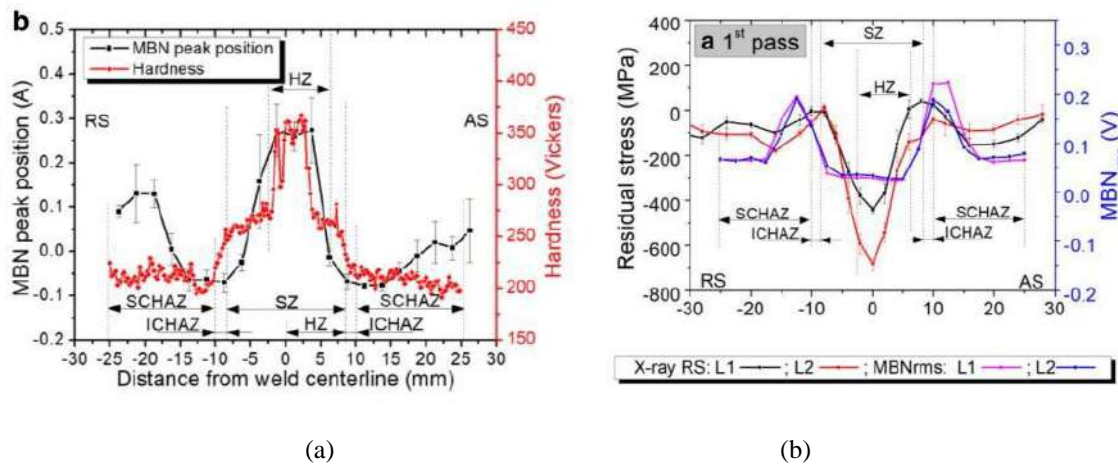 b
MBN peak position
Hardness
RS
AS
HZ
SCHAZ
SZ
SCHAZ
ICHAZ
HZ
ICHAZ
0.5
0.4
0.3
0.2
0.1
0.0
-0.1
-0.2
MBN peak position (A)
450
400
350
300
250
200
150
Hardness (Vickers)
-30 -25 -20 -15 -10 -5 0 5 10 15 20 25 30
Distance from weld centerline (mm)
(a)
(b)
a 1st pass
SZ
HZ
SCHAZ
ICHAZ
SCHAZ
ICHAZ
RS
AS
400
200
0
-200
-400
-600
-800
Residual stress (MPa)
0.3
0.2
0.1
0.0
-0.1
-0.2
(V)
-30 -20 -10 0 10 20 30
X-ray RS: L1 ; L2 ; MBNrms: L1 ; L2
(b)